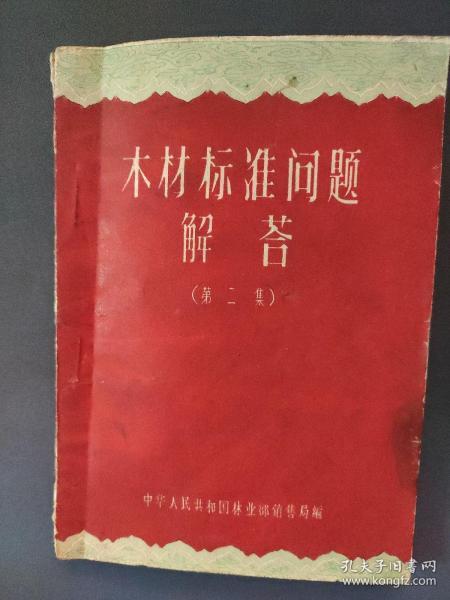 木材标准问题
解荅
(第二集)
中华人民共和国林业部销售局编
孔夫子旧书网
www.kongfz.com